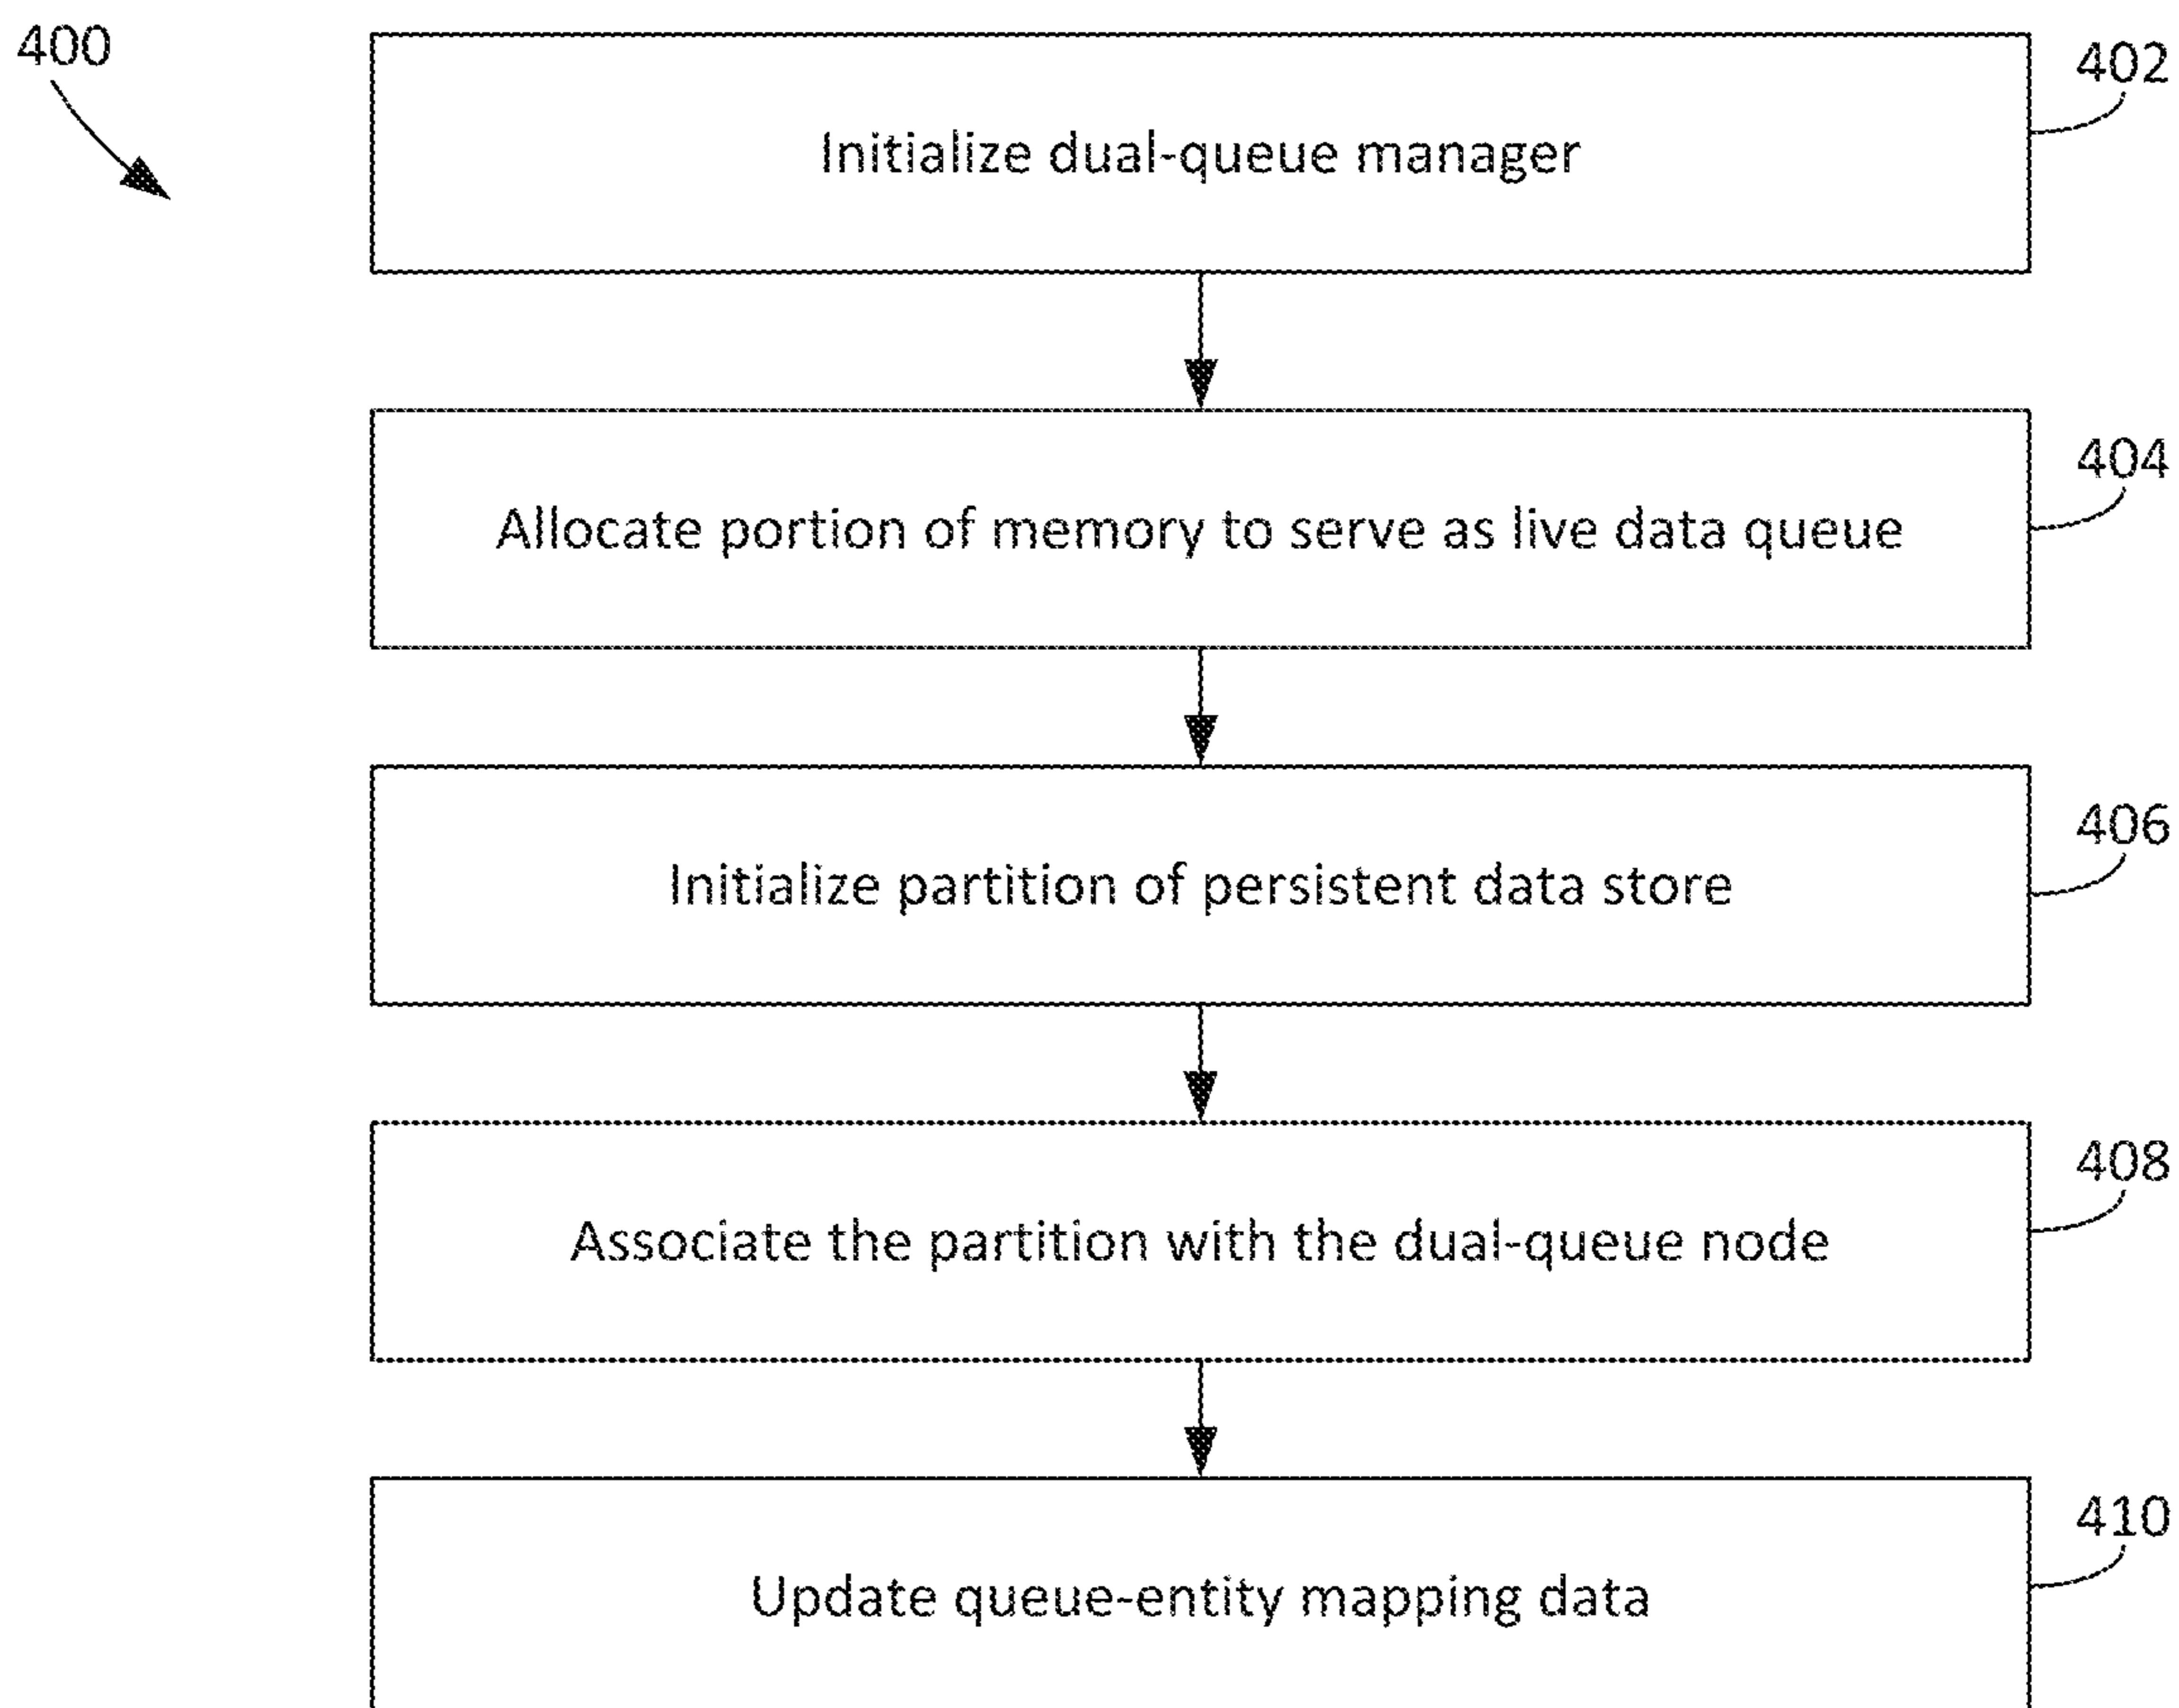 400
402
Initialize dual-queue manager
404
Allocate portion of memory to serve as live data queue
406
Initialize partition of persistent data store
408
Associate the partition with the dual-queue node
410
Update queue-entity mapping data